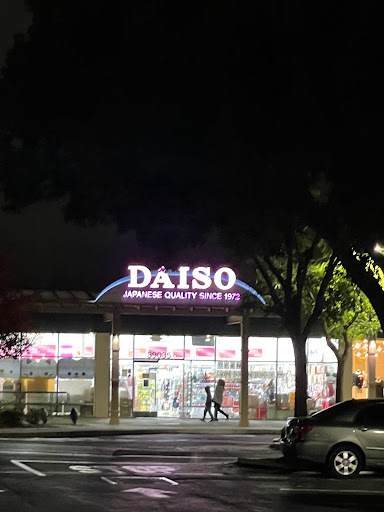 DAISO
JAPANESE QUALITY SINCE 1972